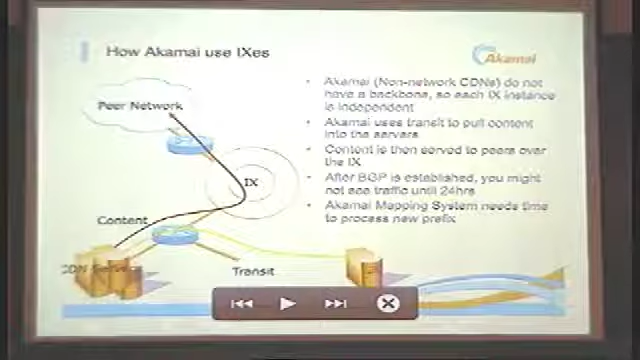 How Akamai use IXes
Akamai
Akamai (Non-network CDNs) do not
have a backbone, so each IX instance
is independent
Akamai uses transit to pull content
into the servers
Content is then served to peers over
the IX
After BGP is established, you might
not see traffic until 24hrs
Akamai Mapping System needs time
to process new prefix
Peer Network
IX
Content
CDN Servers
Transit